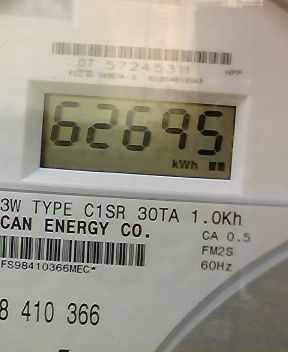 07 57245311
NPP
62695
kWh
3W TYPE C1SR 30TA 1.0Kh
CAN ENERGY CO.
CA 0.5
FM2S
60Hz
FS98410366MEC*
8 410 366